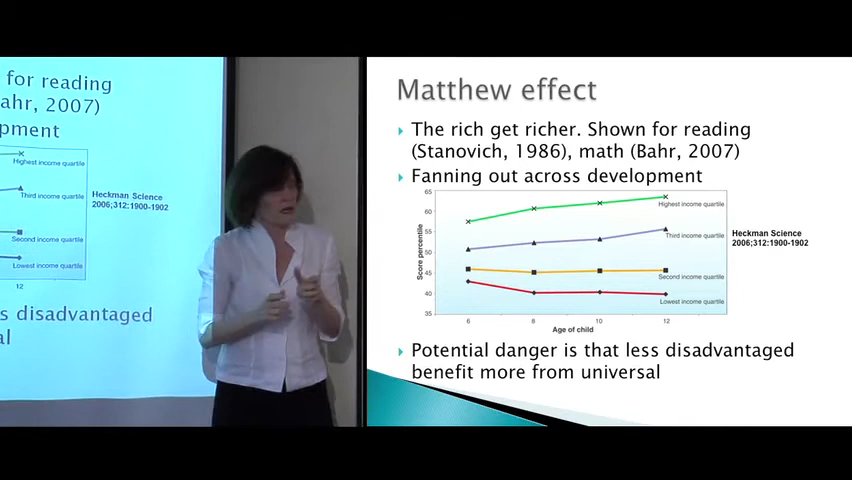 for reading
ahr, 2007)
pment
Highest income quartile
Third income quartile
Heckman Science
2006;312:1900-1902
Second income quartile
Lowest income quartile
12
s disadvantaged
al
Matthew effect
The rich get richer. Shown for reading
(Stanovich, 1986), math (Bahr, 2007)
Fanning out across development
65
60
55
50
45
40
35
Score percentile
Highest income quartile
Third income quartile
Second income quartile
Lowest income quartile
6
8
10
12
Age of child
Heckman Science
2006;312:1900-1902
Potential danger is that less disadvantaged
benefit more from universal